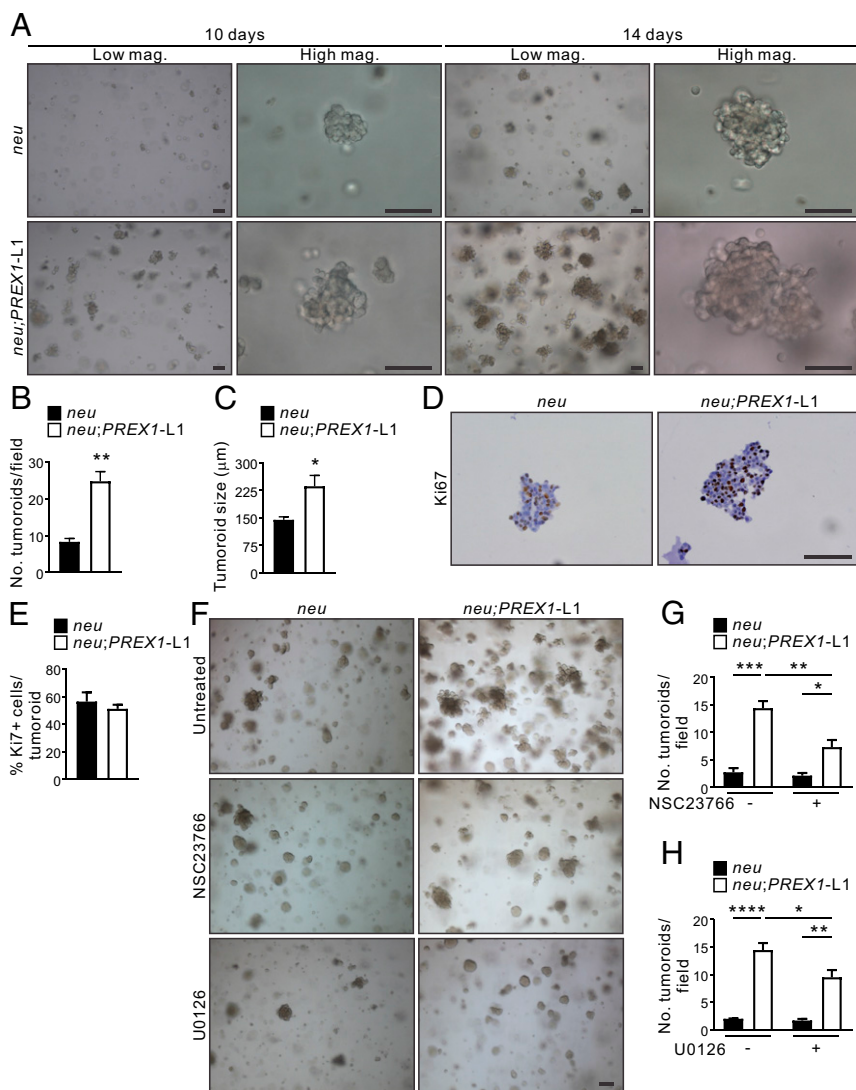 A
10 days
14 days
Low mag.
High mag.
Low mag.
High mag.
neu
neu;PREX1-L1
B
neu
neu;PREX1-L1
No. tumoroids/field
30
20
10
0
**
C
neu
neu;PREX1-L1
Tumoroid size (μm)
300
225
150
75
0
*
D
neu
neu;PREX1-L1
Ki67
E
neu
neu;PREX1-L1
% Ki7+ cells/
tumoroid
80
60
40
20
0
F
neu
neu;PREX1-L1
Untreated
NSC23766
U0126
G
neu
neu;PREX1-L1
No. tumoroids/
field
20
15
10
5
0
*** **
*
NSC23766 - +
H
neu
neu;PREX1-L1
No. tumoroids/
field
20
15
10
5
0
**** *
**
U0126 - +